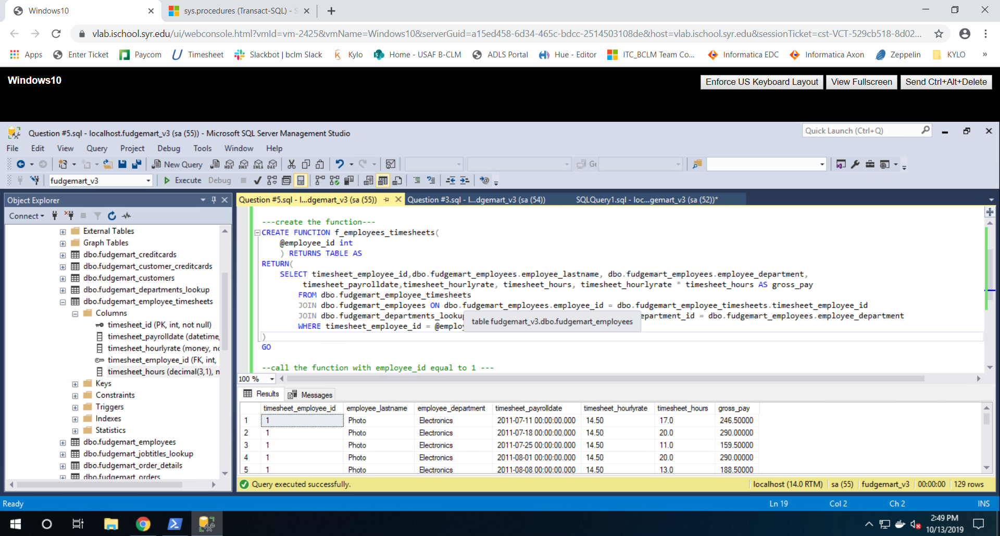 Windows10
sys.procedures (Transact-SQL) - S
vlab.ischool.syr.edu/ui/webconsole.html?vmId=vm-2425&vmName=Windows10&serverGuid=a15ed458-6d34-465c-bdcc-2514503108de&host=vlab.ischool.syr.edu&sessionTicket=cst-VCT-529cb518-8d02...
Apps Enter Ticket Paycom Timesheet Slackbot | bclm Slack Kylo Home - USAF B-CLM ADLS Portal Hue - Editor ITC_BCLM Team Co... Informatica EDC Informatica Axon Zeppelin KYLO »
Windows10
Enforce US Keyboard Layout View Fullscreen Send Ctrl+Alt+Delete
Question #5.sql - localhost.fudgemart_v3 (sa (55)) - Microsoft SQL Server Management Studio
Quick Launch (Ctrl+Q)
File Edit View Query Project Debug Tools Window Help
New Query MDX DMX XMLA DAX Ge
fudgemart_v3 Execute Debug
Object Explorer
Question #5.sql - l...dgemart_v3 (sa (55)) Question #3.sql - l...dgemart_v3 (sa (54)) SQLQuery1.sql - loc...gemart_v3 (sa (52))*
Connect
External Tables
Graph Tables
dbo.fudgemart_creditcards
dbo.fudgemart_customer_creditcards
dbo.fudgemart_customers
dbo.fudgemart_departments_lookup
dbo.fudgemart_employee_timesheets
Columns
timesheet_id (PK, int, not null)
timesheet_payrolldate (datetime,
timesheet_hourlyrate (money, no
timesheet_employee_id (FK, int,
timesheet_hours (decimal(3,1), n
Keys
Constraints
Triggers
Indexes
Statistics
dbo.fudgemart_employees
dbo.fudgemart_jobtitles_lookup
dbo.fudgemart_order_details
dbo.fudgemart_orders
---create the function---
CREATE FUNCTION f_employees_timesheets(
@employee_id int
) RETURNS TABLE AS
RETURN(
SELECT timesheet_employee_id,dbo.fudgemart_employees.employee_lastname, dbo.fudgemart_employees.employee_department,
timesheet_payrolldate,timesheet_hourlyrate, timesheet_hours, timesheet_hourlyrate * timesheet_hours AS gross_pay
FROM dbo.fudgemart_employee_timesheets
JOIN dbo.fudgemart_employees ON dbo.fudgemart_employees.employee_id = dbo.fudgemart_employee_timesheets.timesheet_employee_id
JOIN dbo.fudgemart_departments_lookup epartment_id = dbo.fudgemart_employees.employee_department
table fudgemart_v3.dbo.fudgemart_employees
WHERE timesheet_employee_id = @employ
)
GO
--call the function with employee_id equal to 1 ---
100 %
Results Messages
timesheet_employee_id employee_lastname employee_department timesheet_payrolldate timesheet_hourlyrate timesheet_hours gross_pay
1 1 Photo Electronics 2011-07-11 00:00:00.000 14.50 17.0 246.50000
2 1 Photo Electronics 2011-07-18 00:00:00.000 14.50 20.0 290.00000
3 1 Photo Electronics 2011-07-25 00:00:00.000 14.50 11.0 159.50000
4 1 Photo Electronics 2011-08-01 00:00:00.000 14.50 20.0 290.00000
5 1 Photo Electronics 2011-08-08 00:00:00.000 14.50 13.0 188.50000
Query executed successfully. localhost (14.0 RTM) sa (55) fudgemart_v3 00:00:00 129 rows
Ready Ln 19 Col 2 Ch 2 INS
2:49 PM
10/13/2019